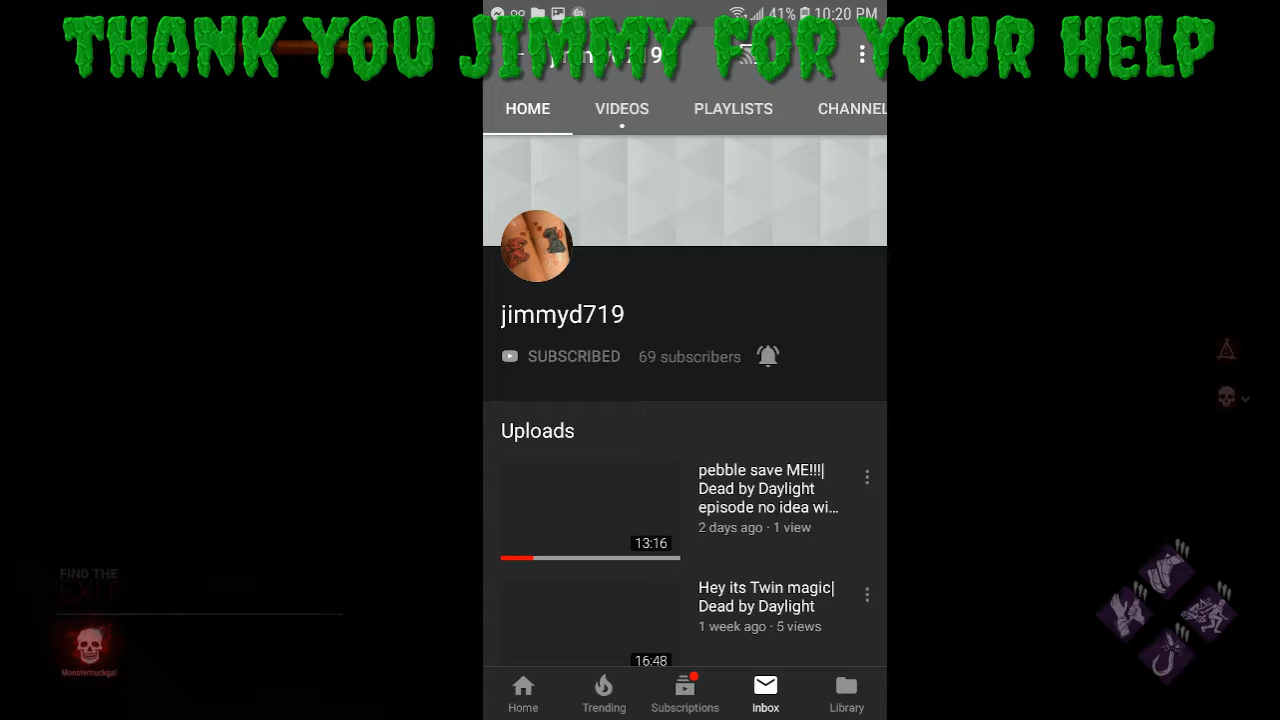 THANK YOU JIMMY FOR YOUR HELP
41% 10:20 PM
HOME VIDEOS PLAYLISTS CHANNEL
jimmyd719
SUBSCRIBED 69 subscribers
Uploads
pebble save ME!!!|
Dead by Daylight
episode no idea wi...
2 days ago · 1 view
13:16
Hey its Twin magic|
Dead by Daylight
1 week ago · 5 views
16:48
Home Trending Subscriptions Inbox Library
FIND THE
EXIT
Monstertruckgal